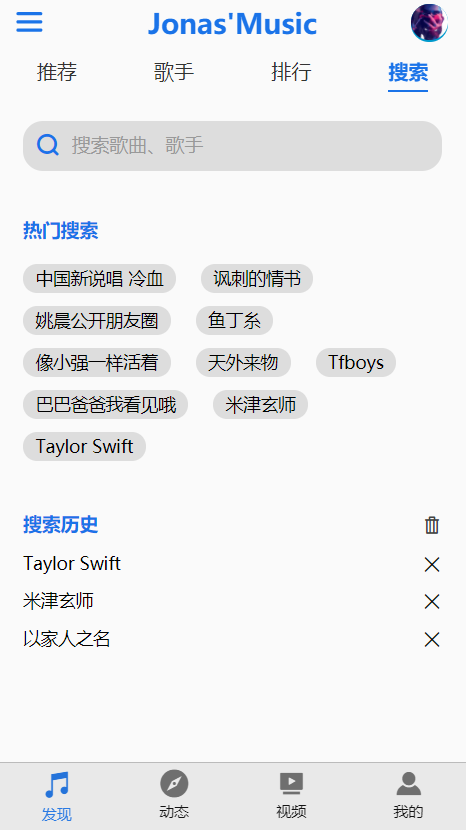 Jonas'Music
推荐 歌手 排行 搜索
搜索歌曲、歌手
热门搜索
中国新说唱 冷血 讽刺的情书
姚晨公开朋友圈 鱼丁糸
像小强一样活着 天外来物 Tfboys
巴巴爸爸我看见哦 米津玄师
Taylor Swift
搜索历史
Taylor Swift
米津玄师
以家人之名
发现 动态 视频 我的